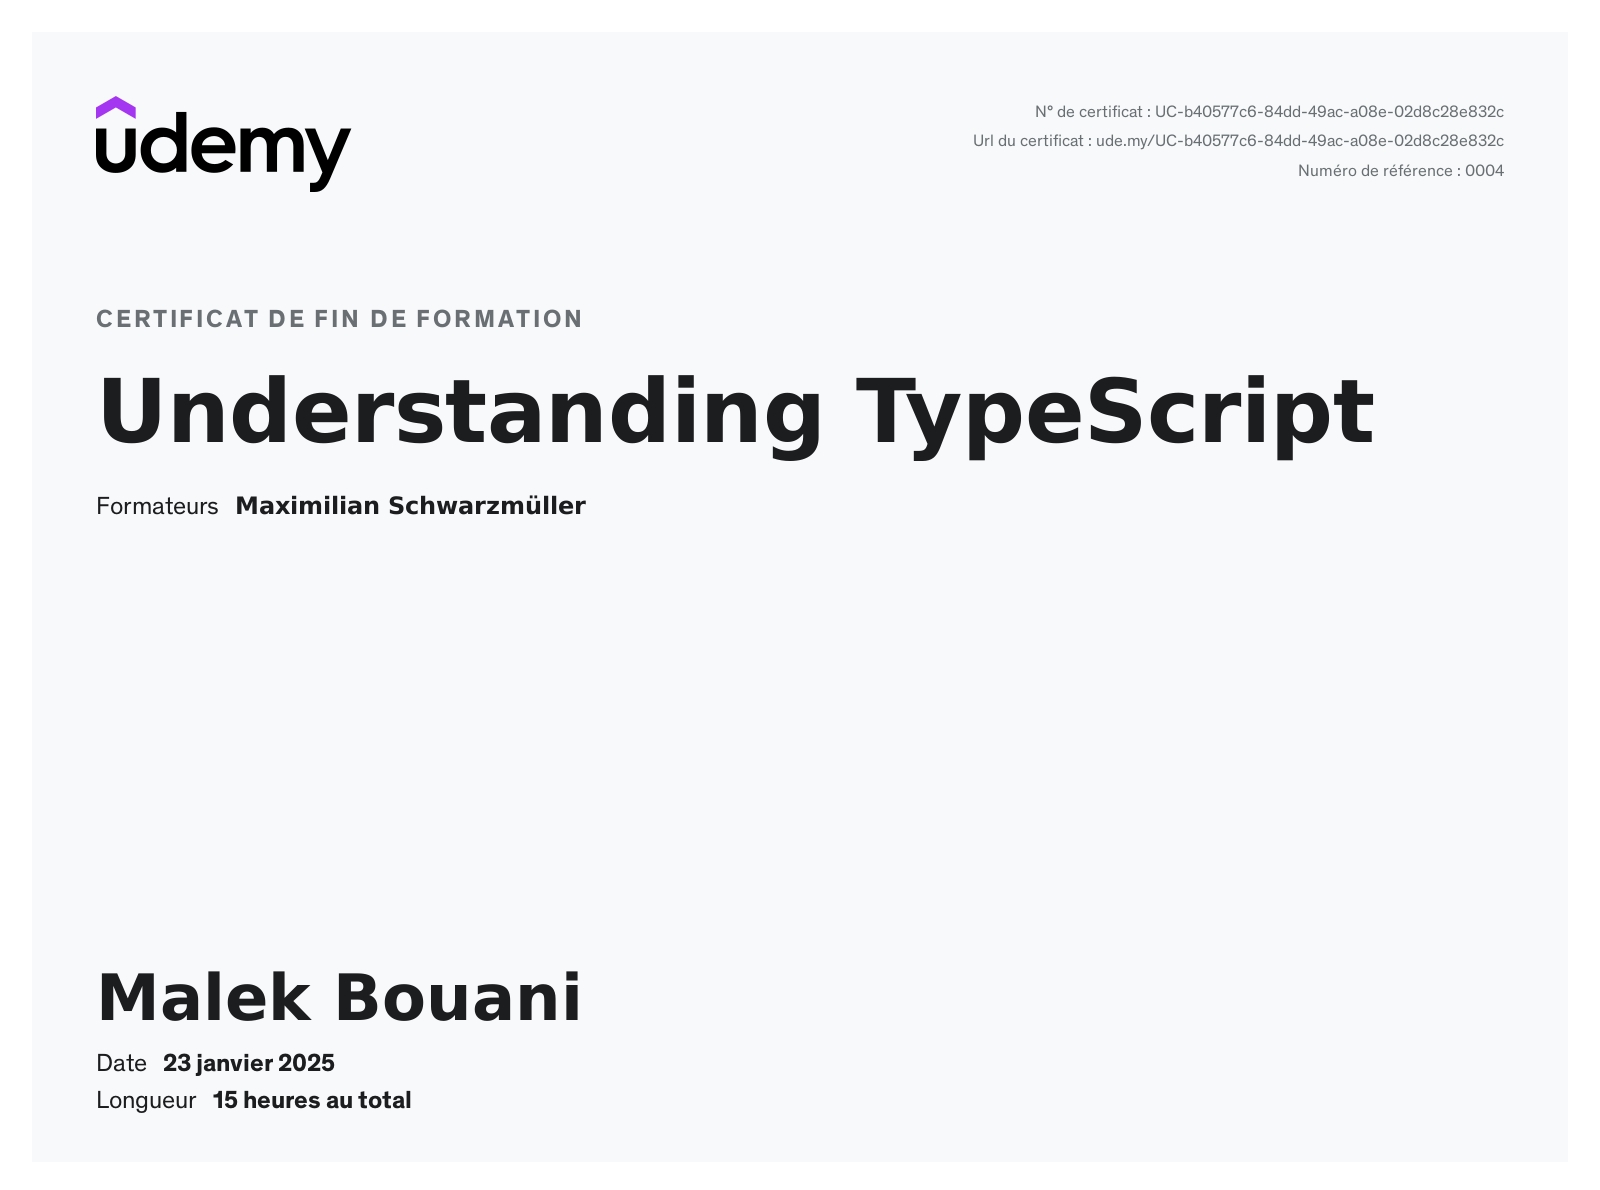 udemy
N° de certificat : UC-b40577c6-84dd-49ac-a08e-02d8c28e832c
Url du certificat : ude.my/UC-b40577c6-84dd-49ac-a08e-02d8c28e832c
Numéro de référence : 0004
CERTIFICAT DE FIN DE FORMATION
Understanding TypeScript
Formateurs Maximilian Schwarzmüller
Malek Bouani
Date 23 janvier 2025
Longueur 15 heures au total